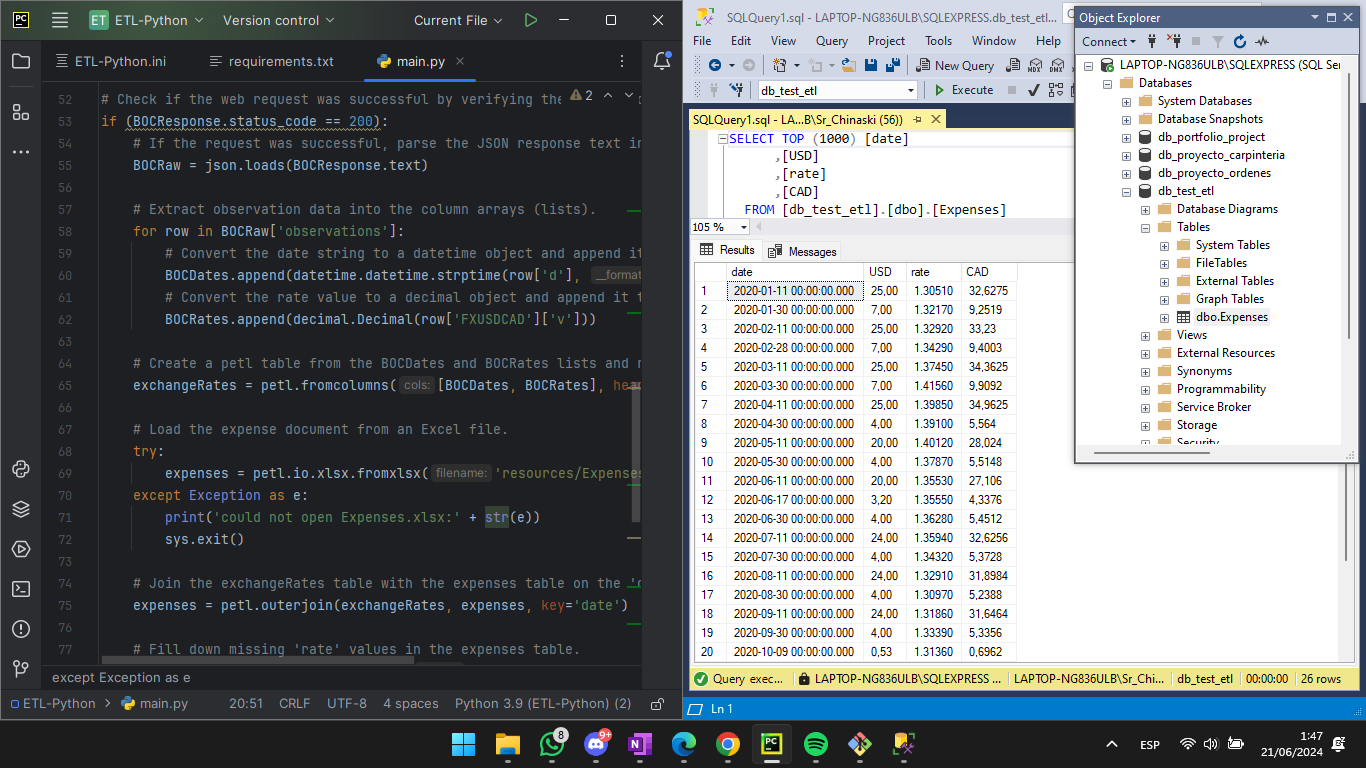 PC
ET ETL-Python
Version control
Current File
ETL-Python.ini
requirements.txt
main.py
2
52 # Check if the web request was successful by verifying the
53 if (BOCResponse.status_code == 200):
54 # If the request was successful, parse the JSON response text in
55 BOCRaw = json.loads(BOCResponse.text)
56
57 # Extract observation data into the column arrays (lists).
58 for row in BOCRaw['observations']:
59 # Convert the date string to a datetime object and append it
60 BOCDates.append(datetime.datetime.strptime(row['d'], __format
61 # Convert the rate value to a decimal object and append it t
62 BOCRates.append(decimal.Decimal(row['FXUSDCAD']['v']))
63
64 # Create a petl table from the BOCDates and BOCRates lists and
65 exchangeRates = petl.fromcolumns( cols: [BOCDates, BOCRates], head
66
67 # Load the expense document from an Excel file.
68 try:
69 expenses = petl.io.xlsx.fromxlsx( filename: 'resources/Expenses
70 except Exception as e:
71 print('could not open Expenses.xlsx:' + str(e))
72 sys.exit()
73
74 # Join the exchangeRates table with the expenses table on the 'd
75 expenses = petl.outerjoin(exchangeRates, expenses, key='date')
76
77 # Fill down missing 'rate' values in the expenses table.
except Exception as e
ETL-Python > main.py
20:51 CRLF UTF-8 4 spaces Python 3.9 (ETL-Python) (2)
SQLQuery1.sql - LAPTOP-NG836ULB\SQLEXPRESS.db_test_etl...
File Edit View Query Project Tools Window Help
New Query MDX DMX
db_test_etl Execute
SQLQuery1.sql - LA...B\Sr_Chinaski (56))
SELECT TOP (1000) [date]
,[USD]
,[rate]
,[CAD]
FROM [db_test_etl].[dbo].[Expenses]
105 %
Results Messages
date USD rate CAD
1 2020-01-11 00:00:00.000 25,00 1.30510 32,6275
2 2020-01-30 00:00:00.000 7,00 1.32170 9,2519
3 2020-02-11 00:00:00.000 25,00 1.32920 33,23
4 2020-02-28 00:00:00.000 7,00 1.34290 9,4003
5 2020-03-11 00:00:00.000 25,00 1.37450 34,3625
6 2020-03-30 00:00:00.000 7,00 1.41560 9,9092
7 2020-04-11 00:00:00.000 25,00 1.39850 34,9625
8 2020-04-30 00:00:00.000 4,00 1.39100 5,564
9 2020-05-11 00:00:00.000 20,00 1.40120 28,024
10 2020-05-30 00:00:00.000 4,00 1.37870 5,5148
11 2020-06-11 00:00:00.000 20,00 1.35530 27,106
12 2020-06-17 00:00:00.000 3,20 1.35550 4,3376
13 2020-06-30 00:00:00.000 4,00 1.36280 5,4512
14 2020-07-11 00:00:00.000 24,00 1.35940 32,6256
15 2020-07-30 00:00:00.000 4,00 1.34320 5,3728
16 2020-08-11 00:00:00.000 24,00 1.32910 31,8984
17 2020-08-30 00:00:00.000 4,00 1.30970 5,2388
18 2020-09-11 00:00:00.000 24,00 1.31860 31,6464
19 2020-09-30 00:00:00.000 4,00 1.33390 5,3356
20 2020-10-09 00:00:00.000 0,53 1.31360 0,6962
Query exec... LAPTOP-NG836ULB\SQLEXPRESS ... LAPTOP-NG836ULB\Sr_Chi... db_test_etl 00:00:00 26 rows
Ln 1
Object Explorer
Connect
LAPTOP-NG836ULB\SQLEXPRESS (SQL Ser
Databases
System Databases
Database Snapshots
db_portfolio_project
db_proyecto_carpinteria
db_proyecto_ordenes
db_test_etl
Database Diagrams
Tables
System Tables
FileTables
External Tables
Graph Tables
dbo.Expenses
Views
External Resources
Synonyms
Programmability
Service Broker
Storage
Security
8
9+
N
PC
ESP
1:47
21/06/2024